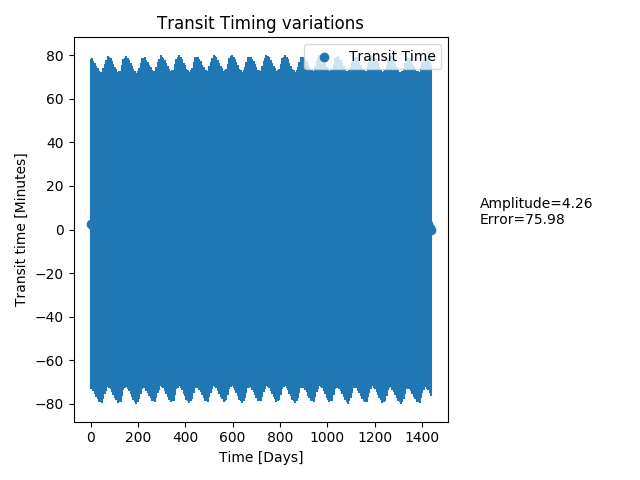 Transit Timing variations
Transit Time
80
60
40
20
0
−20
−40
−60
−80
Transit time [Minutes]
0 200 400 600 800 1000 1200 1400
Time [Days]
Amplitude=4.26
Error=75.98